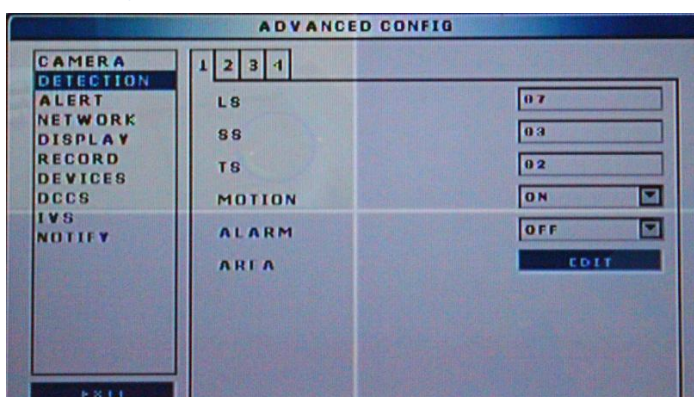 ADVANCED CONFIG
CAMERA
DETECTION
ALERT
NETWORK
DISPLAY
RECORD
DEVICES
DCCS
IVS
NOTIFY
EXIT
1 2 3 4
LS 07
SS 03
TS 02
MOTION ON
ALARM OFF
AREA EDIT